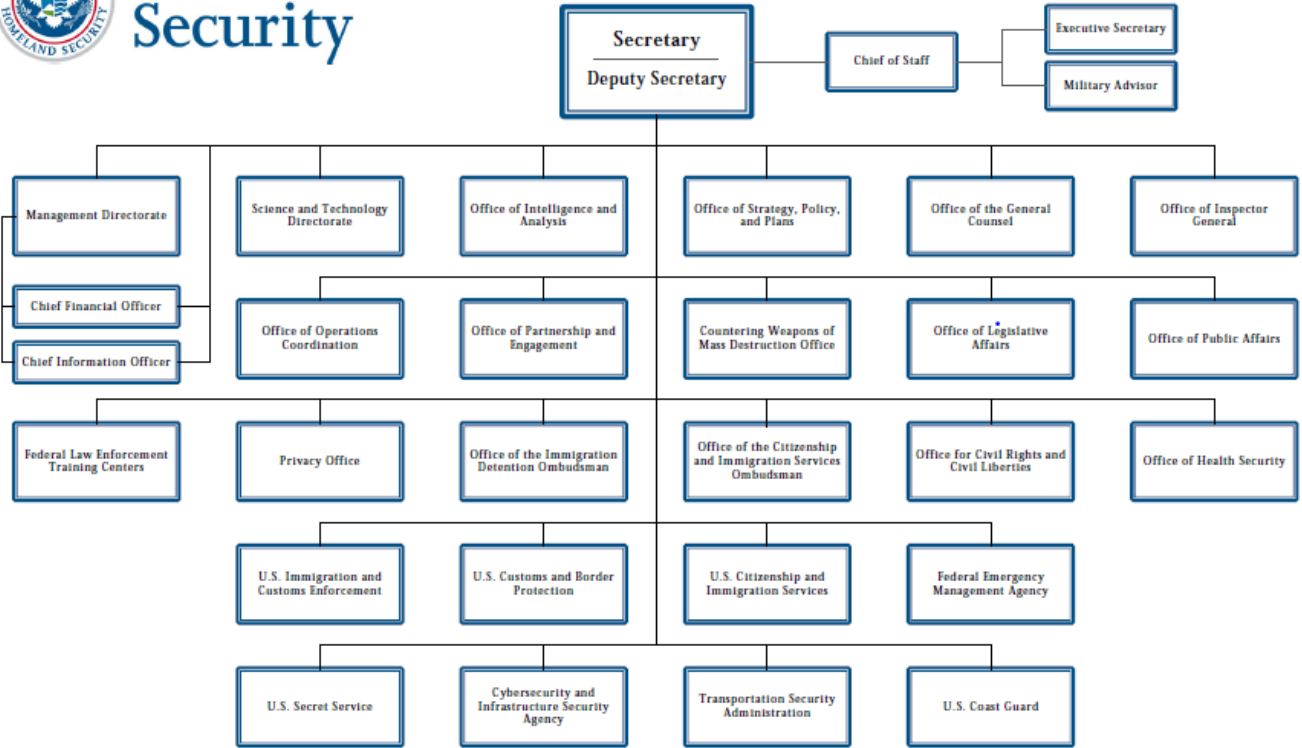 HOMELAND SECURITY
Security
Secretary
Deputy Secretary
Chief of Staff
Executive Secretary
Military Advisor
Management Directorate
Science and Technology
Directorate
Office of Intelligence and
Analysis
Office of Strategy, Policy,
and Plans
Office of the General
Counsel
Office of Inspector
General
Chief Financial Officer
Chief Information Officer
Office of Operations
Coordination
Office of Partnership and
Engagement
Countering Weapons of
Mass Destruction Office
Office of Legislative
Affairs
Office of Public Affairs
Federal Law Enforcement
Training Centers
Privacy Office
Office of the Immigration
Detention Ombudsman
Office of the Citizenship
and Immigration Services
Ombudsman
Office for Civil Rights and
Civil Liberties
Office of Health Security
U.S. Immigration and
Customs Enforcement
U.S. Customs and Border
Protection
U.S. Citizenship and
Immigration Services
Federal Emergency
Management Agency
U.S. Secret Service
Cybersecurity and
Infrastructure Security
Agency
Transportation Security
Administration
U.S. Coast Guard